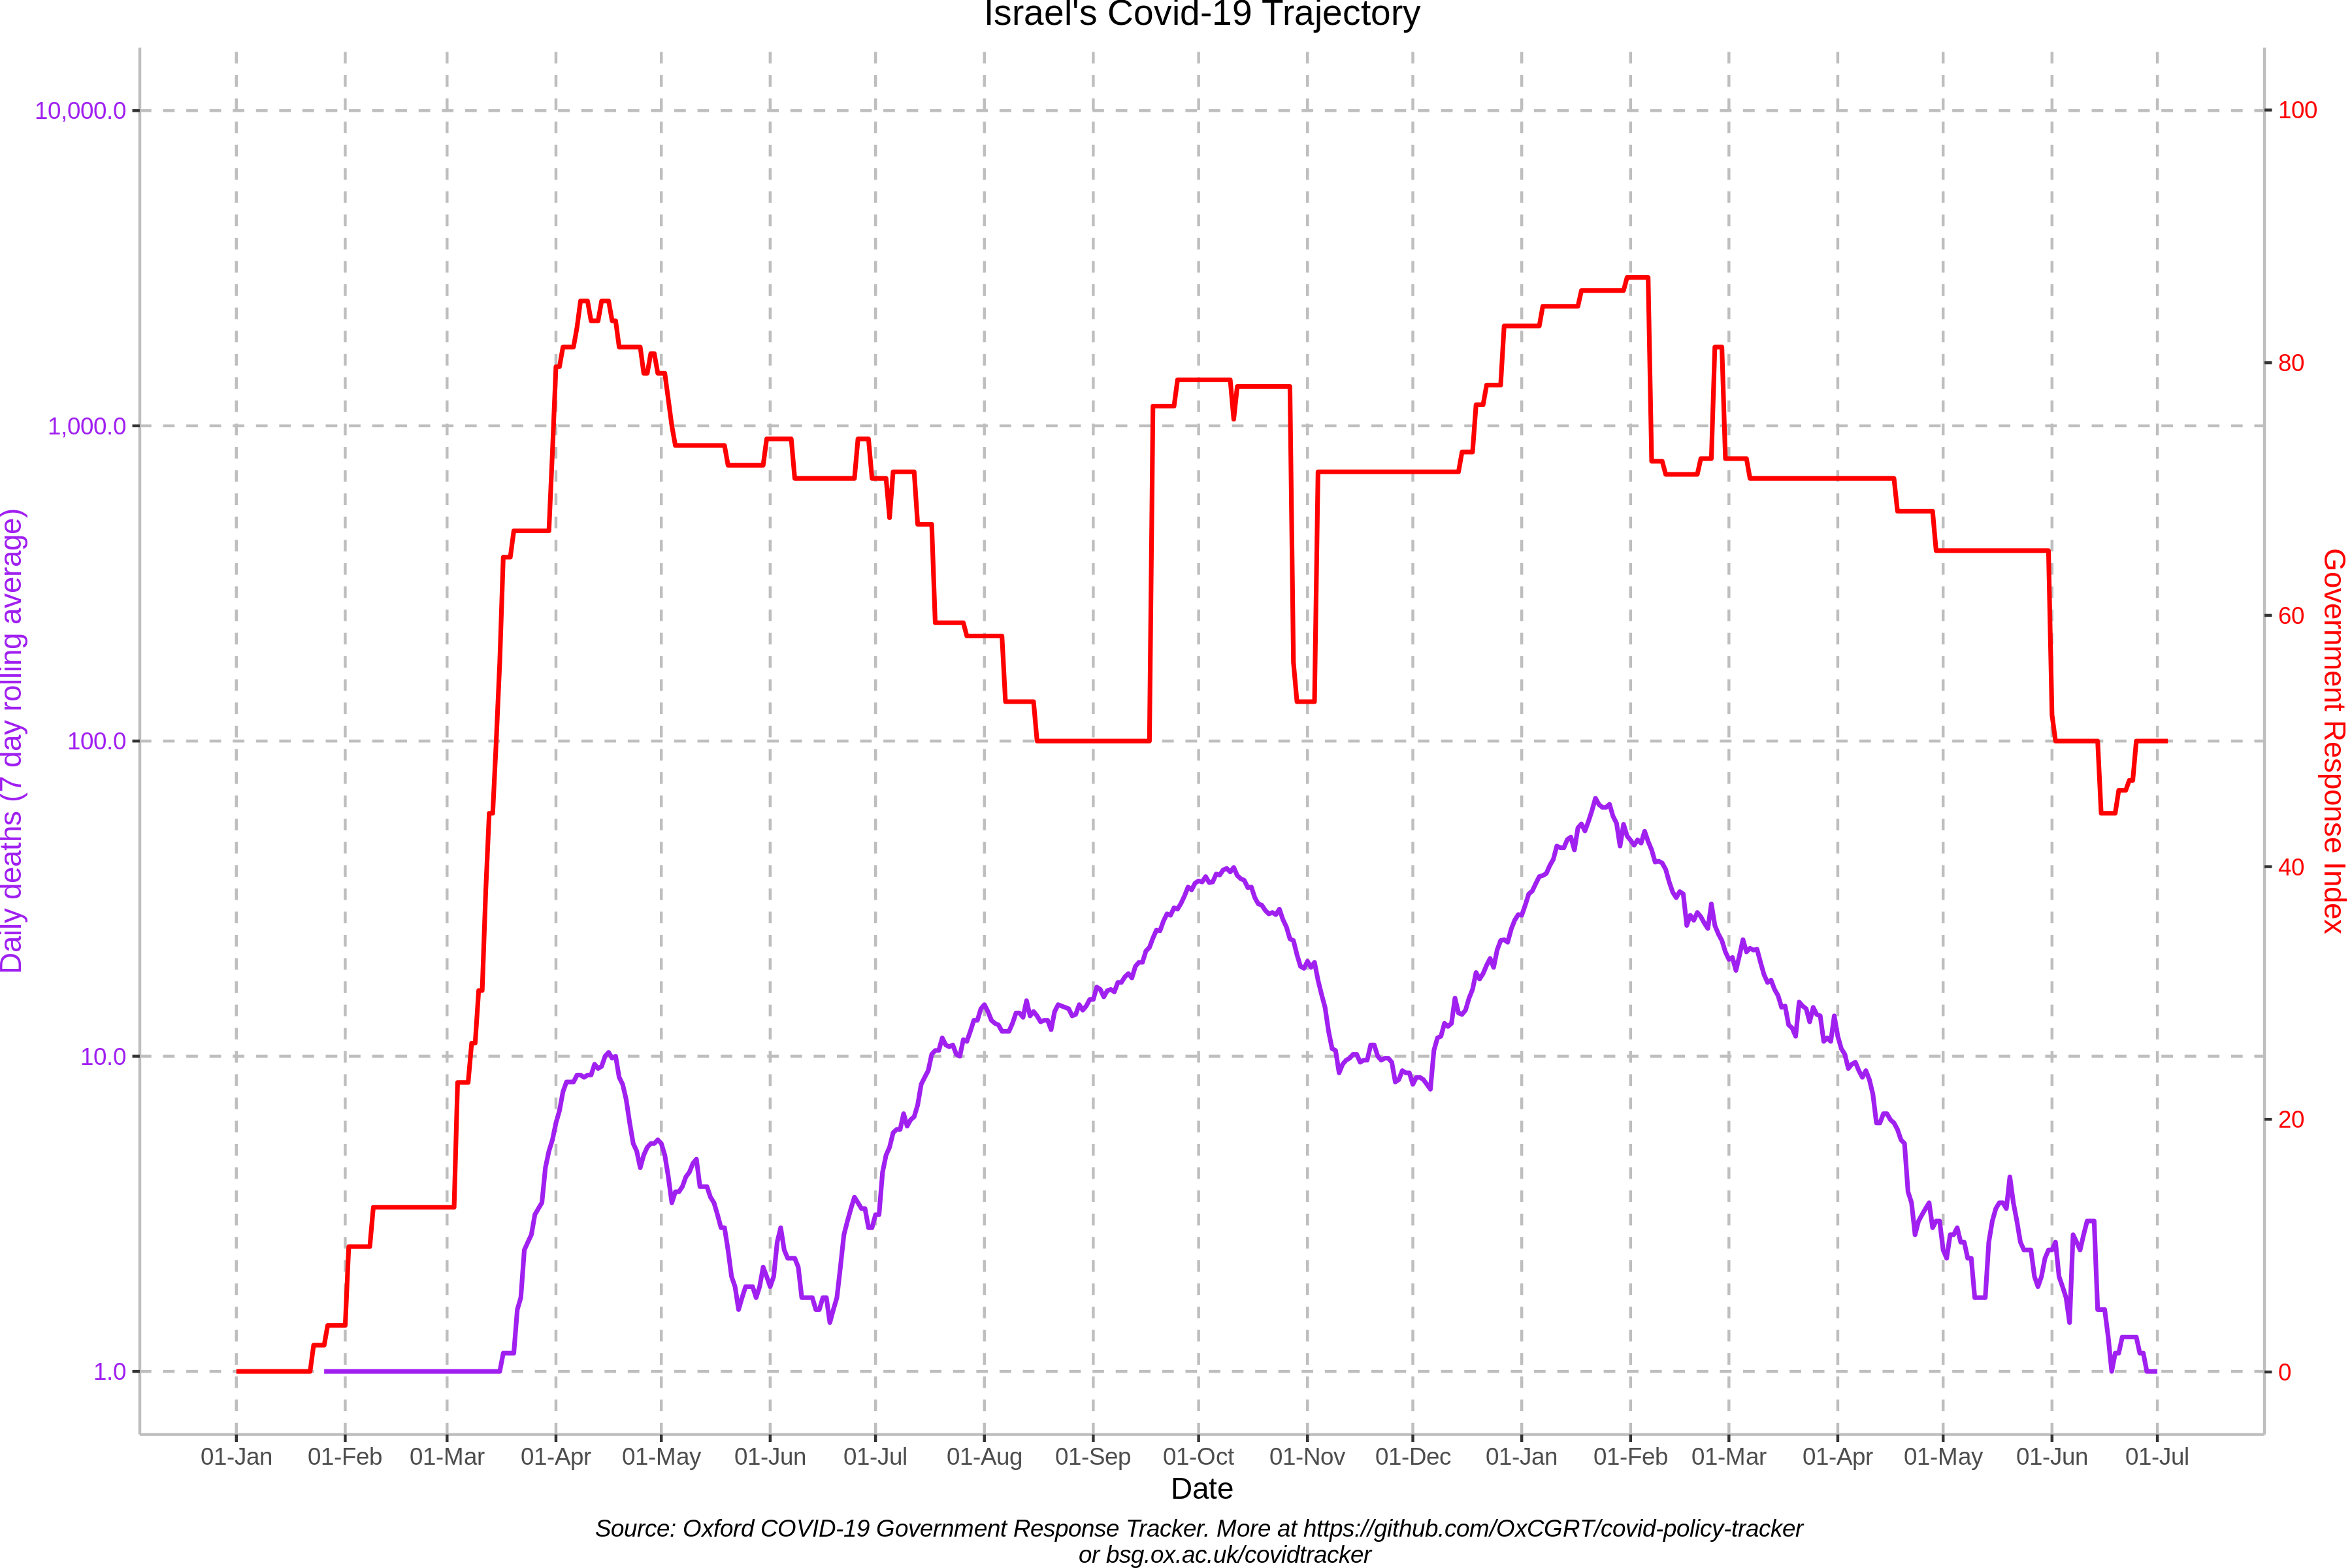 Israel's Covid-19 Trajectory
10,000.0
1,000.0
100.0
10.0
1.0
Daily deaths (7 day rolling average)
100
80
60
40
20
0
Government Response Index
01-Jan 01-Feb 01-Mar 01-Apr 01-May 01-Jun 01-Jul 01-Aug 01-Sep 01-Oct 01-Nov 01-Dec 01-Jan 01-Feb 01-Mar 01-Apr 01-May 01-Jun 01-Jul
Date
Source: Oxford COVID-19 Government Response Tracker. More at https://github.com/OxCGRT/covid-policy-tracker
or bsg.ox.ac.uk/covidtracker